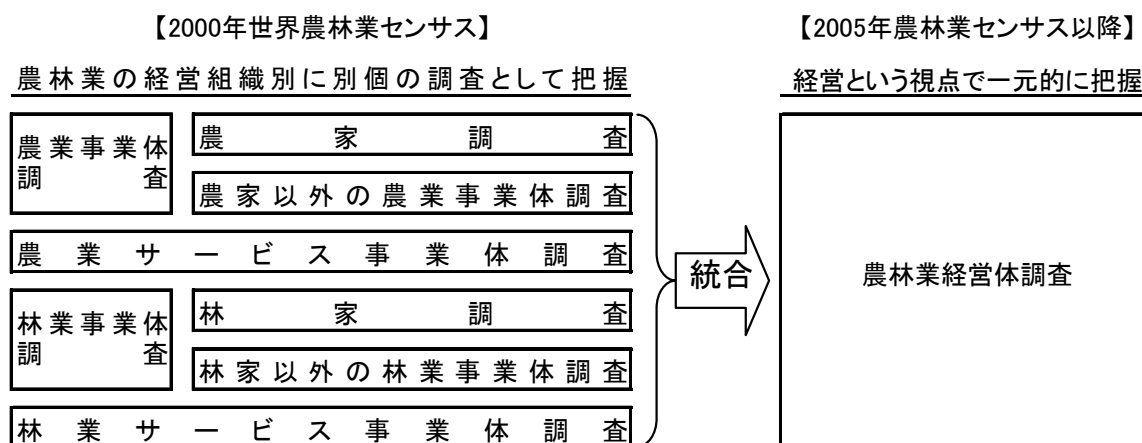 【2000年世界農林業センサス】
農林業の経営組織別に別個の調査として把握
農業事業体
調査
農家調査
農家以外の農業事業体調査
農業サービス事業体調査
林業事業体
調査
林家調査
林家以外の林業事業体調査
林業サービス事業体調査
統合
【2005年農林業センサス以降】
経営という視点で一元的に把握
農林業経営体調査